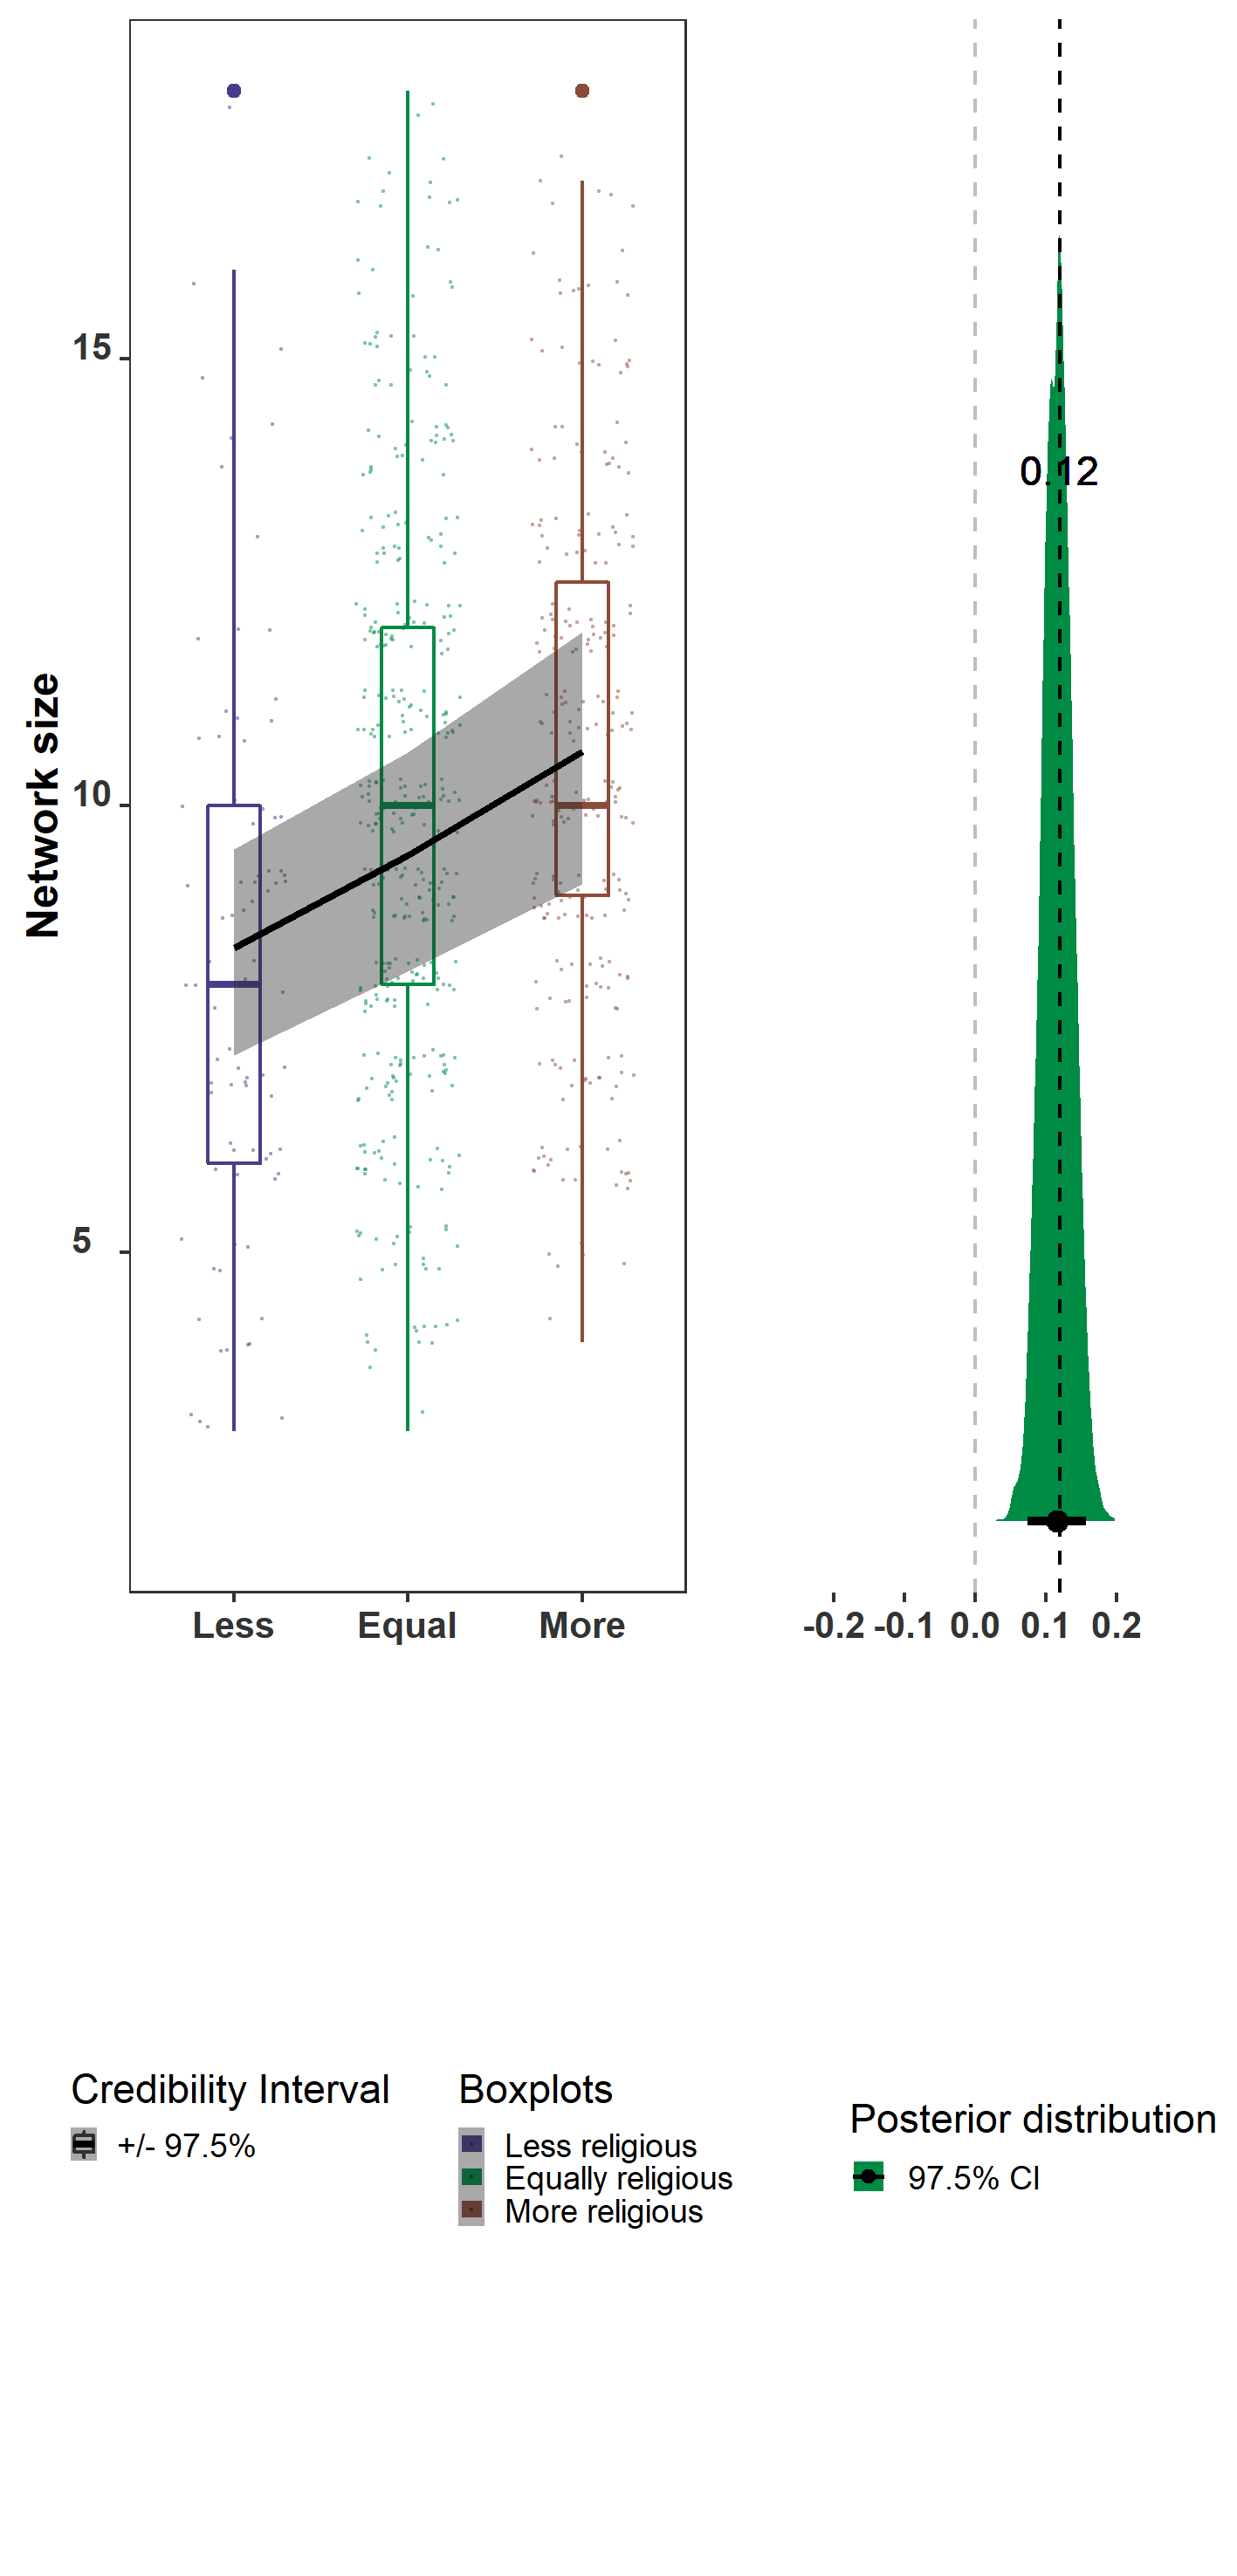 15
10
5
Network size
Less Equal More
0.12
-0.2 -0.1 0.0 0.1 0.2
Credibility Interval
+/- 97.5%
Boxplots
Less religious
Equally religious
More religious
Posterior distribution
97.5% CI